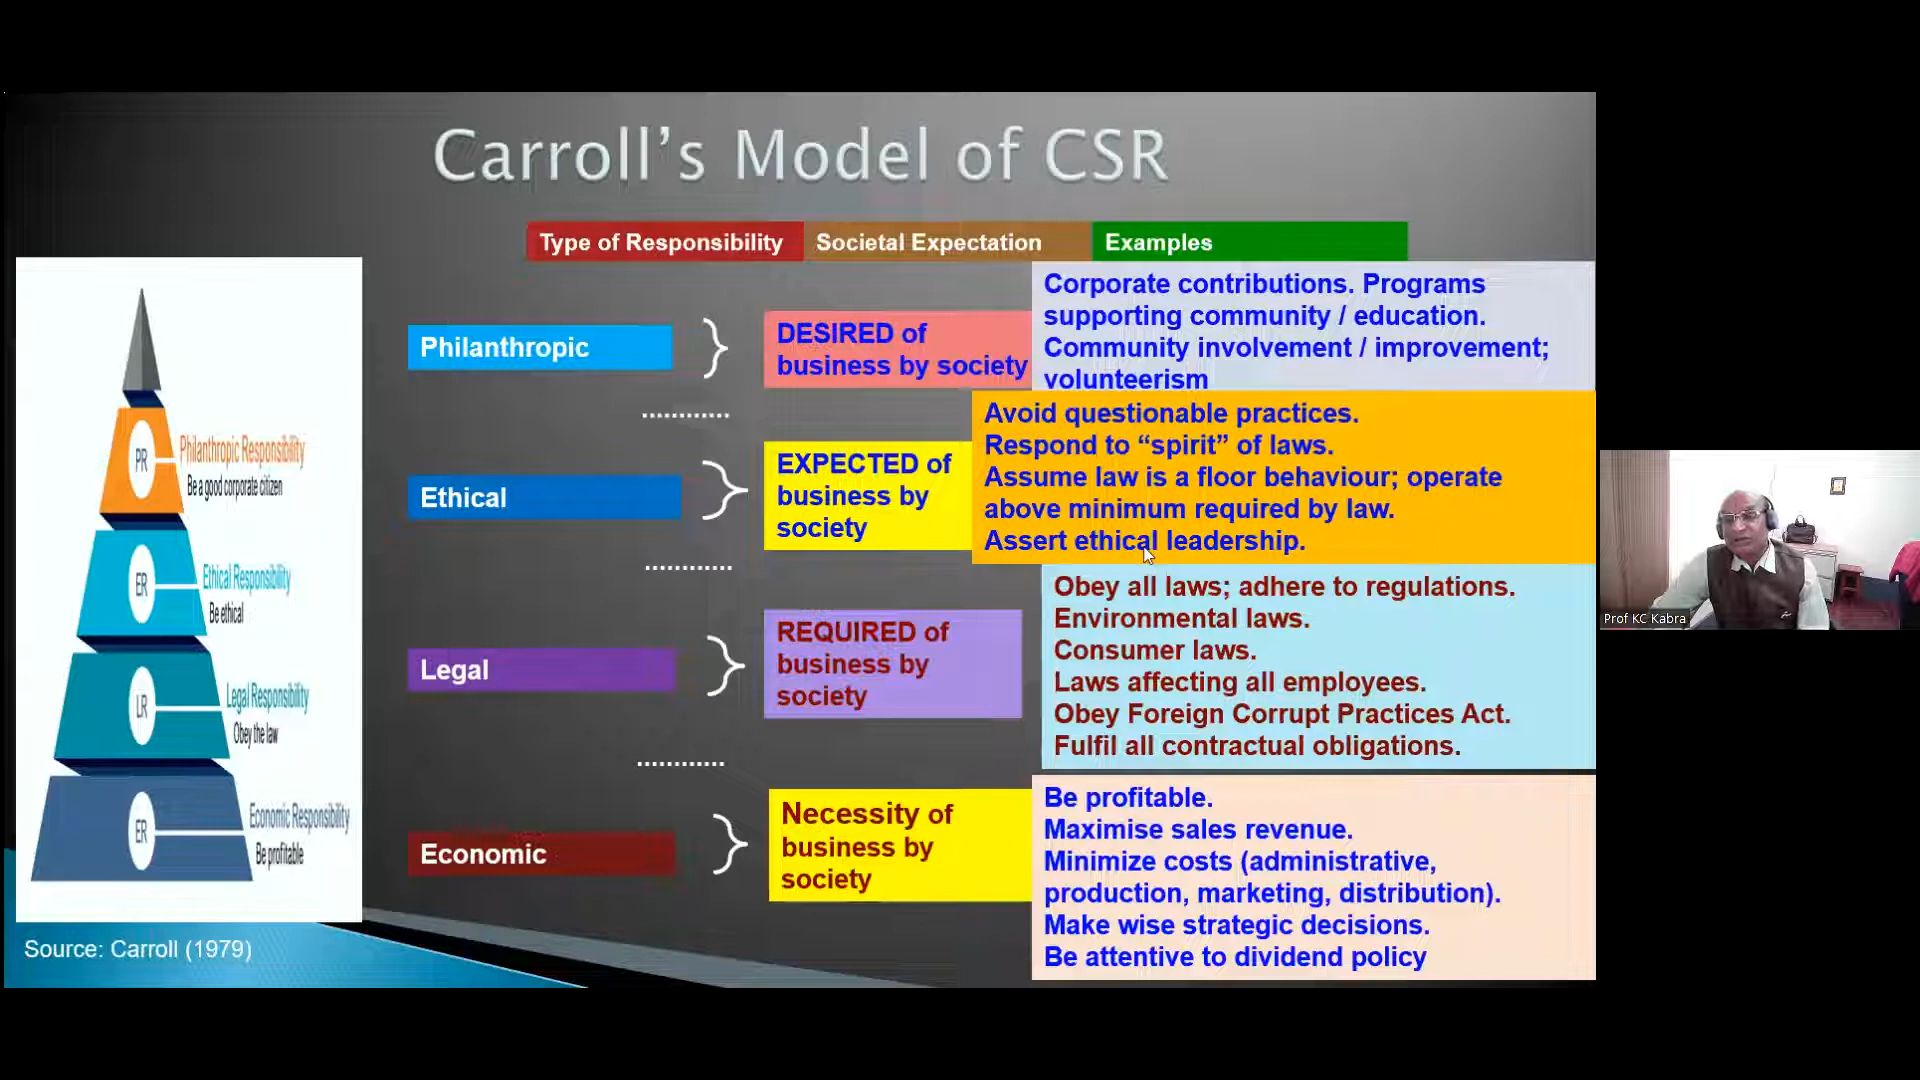 Carroll’s Model of CSR
Type of Responsibility
Societal Expectation
Examples
Philanthropic
DESIRED of
business by society
Corporate contributions. Programs
supporting community / education.
Community involvement / improvement;
volunteerism
............
Ethical
EXPECTED of
business by
society
Avoid questionable practices.
Respond to “spirit” of laws.
Assume law is a floor behaviour; operate
above minimum required by law.
Assert ethical leadership.
............
Legal
REQUIRED of
business by
society
Obey all laws; adhere to regulations.
Environmental laws.
Consumer laws.
Laws affecting all employees.
Obey Foreign Corrupt Practices Act.
Fulfil all contractual obligations.
............
Economic
Necessity of
business by
society
Be profitable.
Maximise sales revenue.
Minimize costs (administrative,
production, marketing, distribution).
Make wise strategic decisions.
Be attentive to dividend policy
PR
Philanthropic Responsibility
Be a good corporate citizen
ER
Ethical Responsibility
Be ethical
LR
Legal Responsibility
Obey the law
ER
Economic Responsibility
Be profitable
Source: Carroll (1979)
Prof KC Kabra